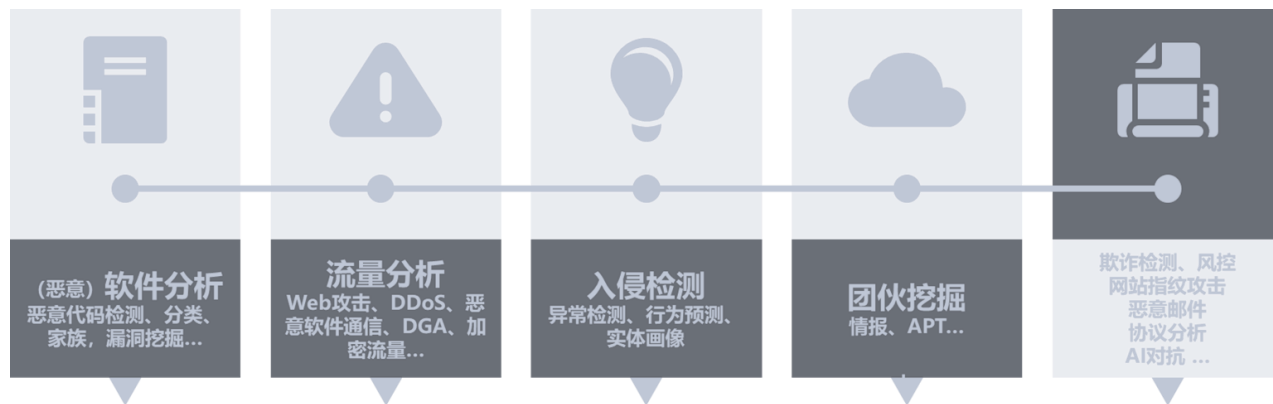 （恶意）软件分析
恶意代码检测、分类、
家族，漏洞挖掘...
流量分析
Web攻击、DDoS、恶
意软件通信、DGA、加
密流量...
入侵检测
异常检测、行为预测、
实体画像
团伙挖掘
情报、APT...
欺诈检测、风控
网站指纹攻击
恶意邮件
协议分析
AI对抗 ...